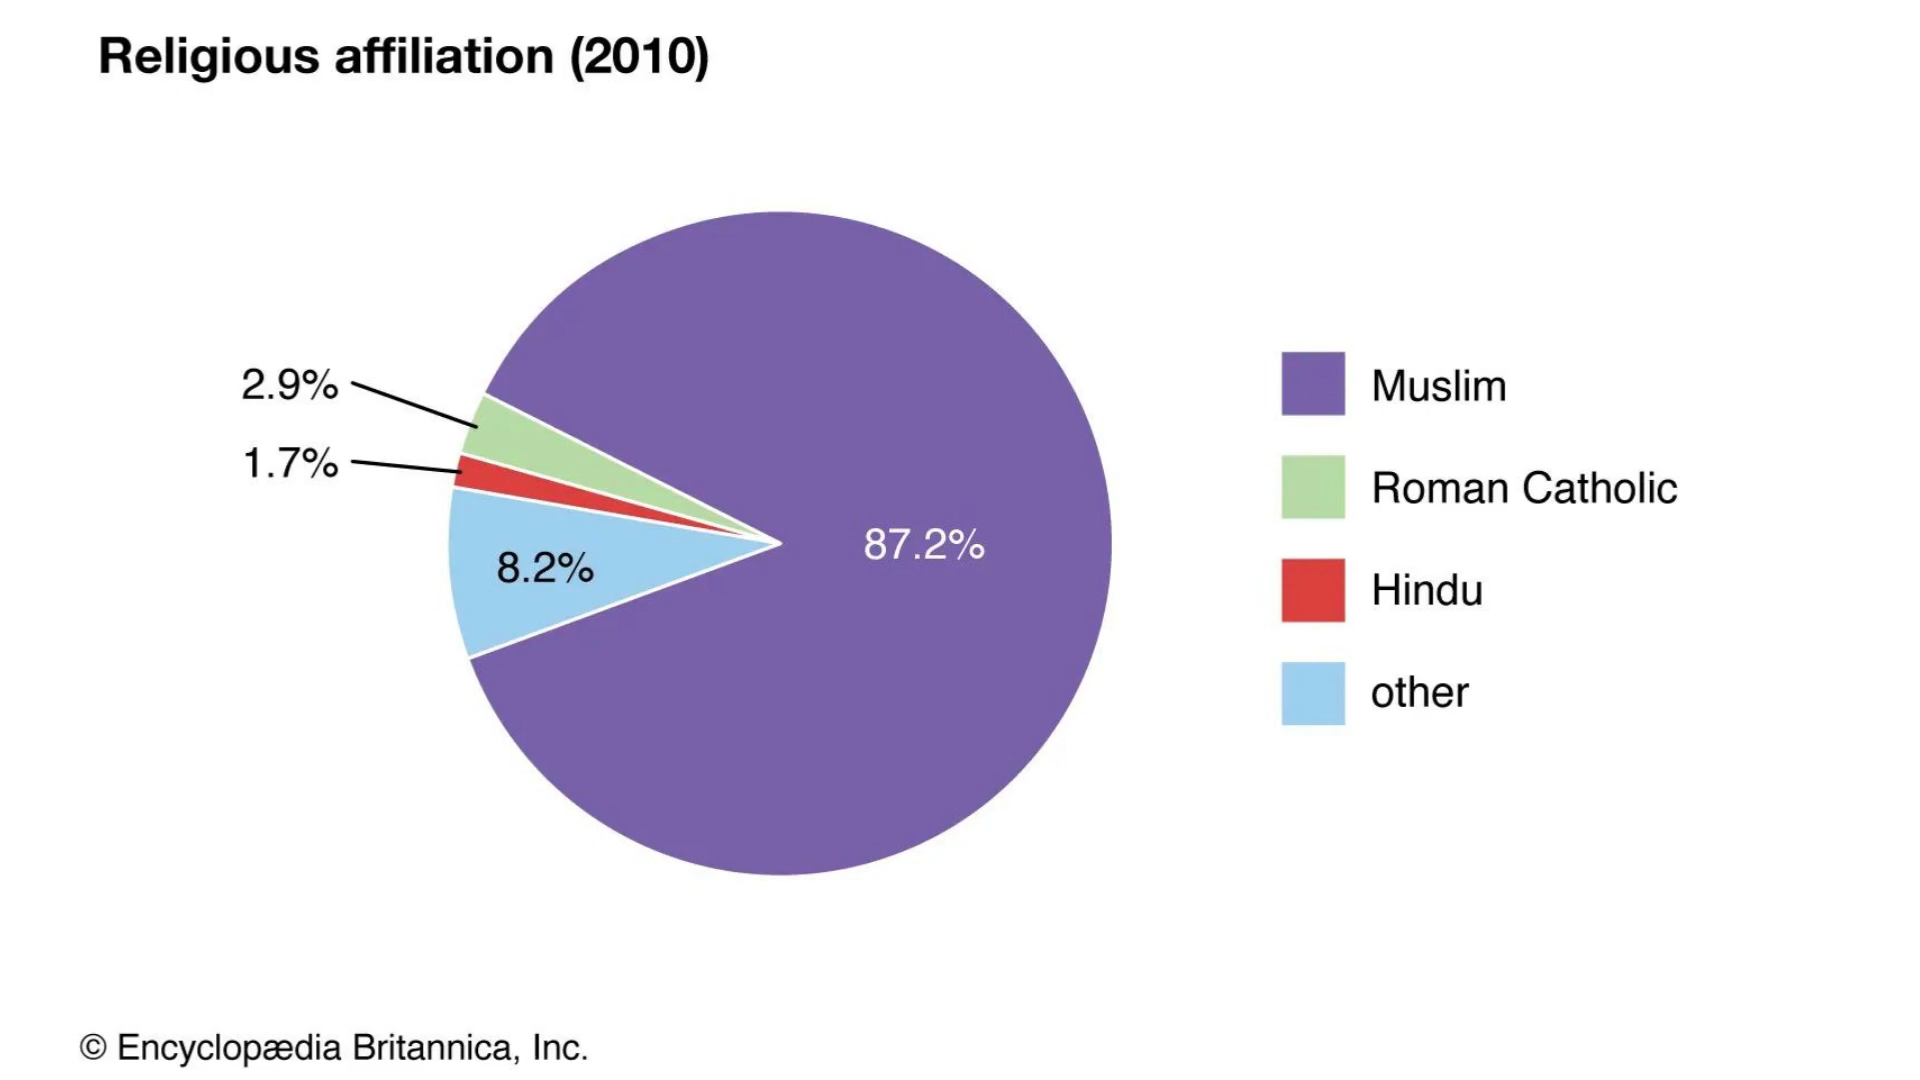 Religious affiliation (2010)
2.9%
1.7%
8.2%
87.2%
Muslim
Roman Catholic
Hindu
other
© Encyclopædia Britannica, Inc.